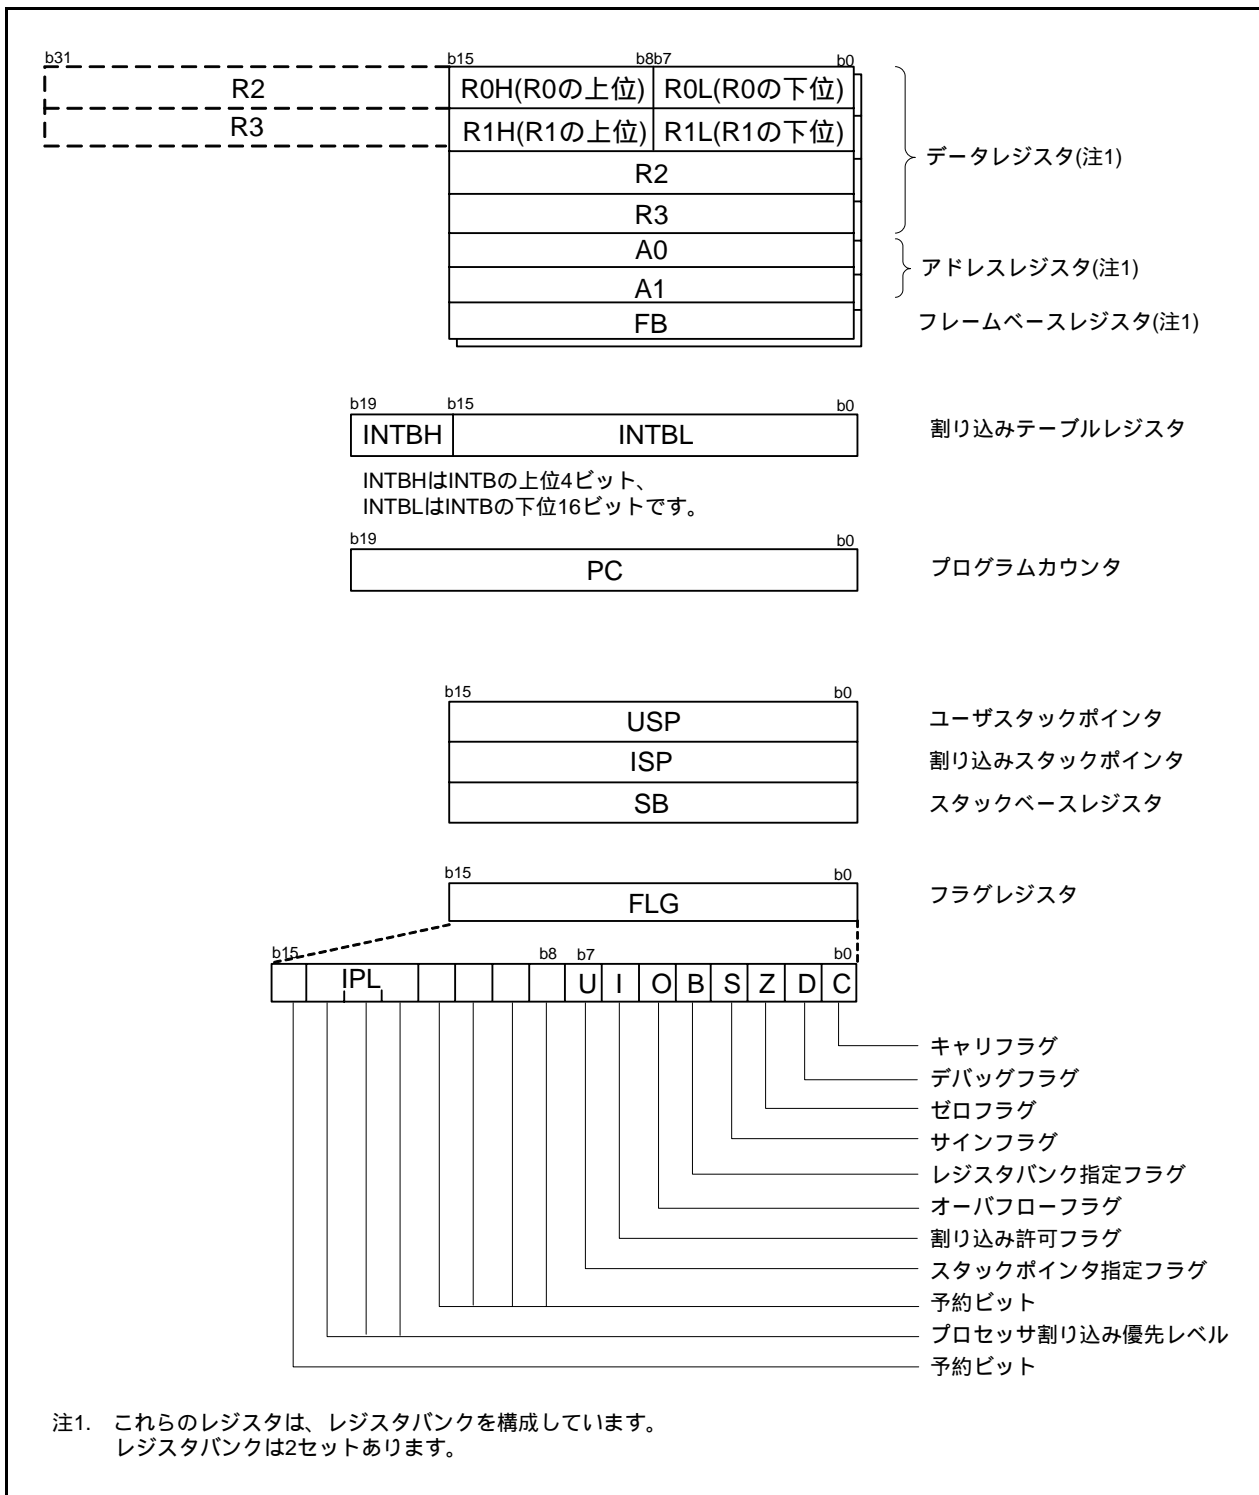 b31 b15 b8b7 b0
R2 R0H(R0の上位) R0L(R0の下位)
R3 R1H(R1の上位) R1L(R1の下位)
データレジスタ(注1)
R2
R3
A0
アドレスレジスタ(注1)
A1
FB フレームベースレジスタ(注1)
b19 b15 b0
INTBH INTBL 割り込みテーブルレジスタ
INTBHはINTBの上位4ビット、
INTBLはINTBの下位16ビットです。
b19 b0
PC プログラムカウンタ
b15 b0
USP ユーザスタックポインタ
ISP 割り込みスタックポインタ
SB スタックベースレジスタ
b15 b0
FLG フラグレジスタ
b15 b8 b7 b0
IPL U I O B S Z D C
キャリフラグ
デバッグフラグ
ゼロフラグ
サインフラグ
レジスタバンク指定フラグ
オーバフローフラグ
割り込み許可フラグ
スタックポインタ指定フラグ
予約ビット
プロセッサ割り込み優先レベル
予約ビット
注1. これらのレジスタは、レジスタバンクを構成しています。
レジスタバンクは2セットあります。